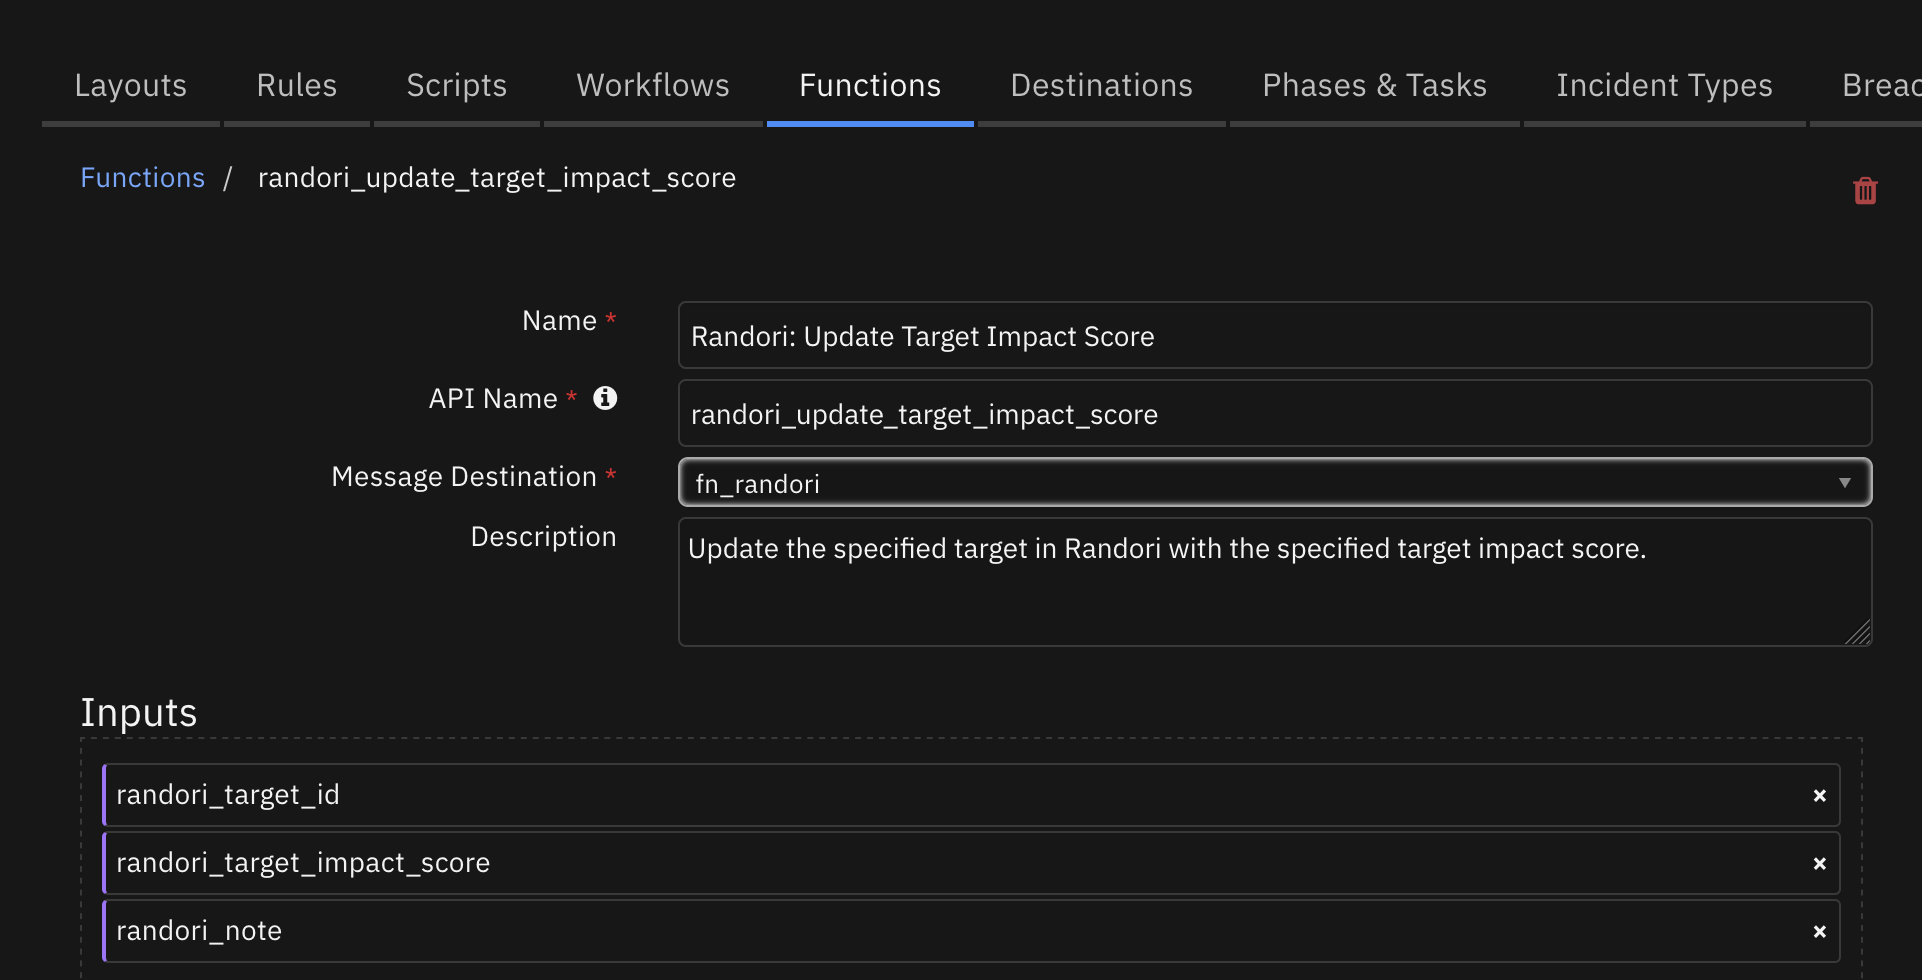 Layouts Rules Scripts Workflows Functions Destinations Phases & Tasks Incident Types Breac
Functions / randori_update_target_impact_score
Name * Randori: Update Target Impact Score
API Name * randori_update_target_impact_score
Message Destination * fn_randori
Description Update the specified target in Randori with the specified target impact score.
Inputs
randori_target_id ×
randori_target_impact_score ×
randori_note ×